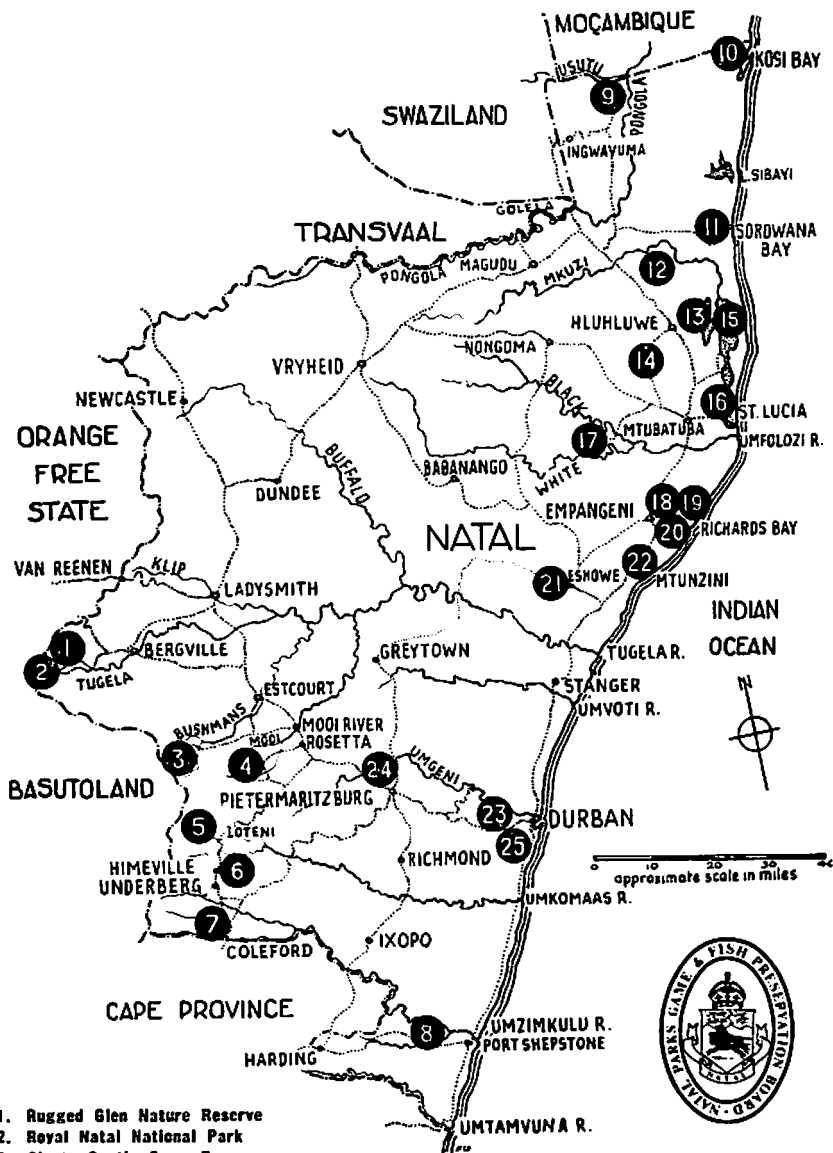 MOÇAMBIQUE
10
KOSI BAY
USUTU
9
PONGOLA
SWAZILAND
INGWAVUMA
L. SIBAYI
GOLELA
11
SORDWANA
BAY
TRANSVAAL
PONGOLA
MAGUDU
MKUZI
12
13
15
HLUHLUWE
NONGOMA
14
VRYHEID
NEWCASTLE
BLACK
16
ST. LUCIA
MTUBATUBA
UMFOLOZI R.
17
WHITE
ORANGE
FREE
STATE
BUFFALO
BABANANGO
DUNDEE
EMPANGENI
18
19
20
RICHARDS BAY
NATAL
VAN REENEN
KLIP
22
MTUNZINI
21
ESHOWE
LADYSMITH
INDIAN
OCEAN
1
2
BERGVILLE
TUGELA
GREYTOWN
TUGELA R.
STANGER
UMVOTI R.
N
ESTCOURT
BUSHMANS
MOOI
MOOI RIVER
ROSETTA
3
4
24
UMGENI
BASUTOLAND
PIETERMARITZBURG
23
DURBAN
5
LOTENI
25
RICHMOND
0 10 20 30 40
approximate scale in miles
HIMEVILLE
UNDERBERG
6
UMKOMAAS R.
7
COLEFORD
IXOPO
CAPE PROVINCE
8
UMZIMKULU R.
PORT SHEPSTONE
HARDING
NATAL PARKS GAME & FISH PRESERVATION BOARD
NATAL
UMTAMVUNA R.
1. Rugged Glen Nature Reserve
2. Royal Natal National Park